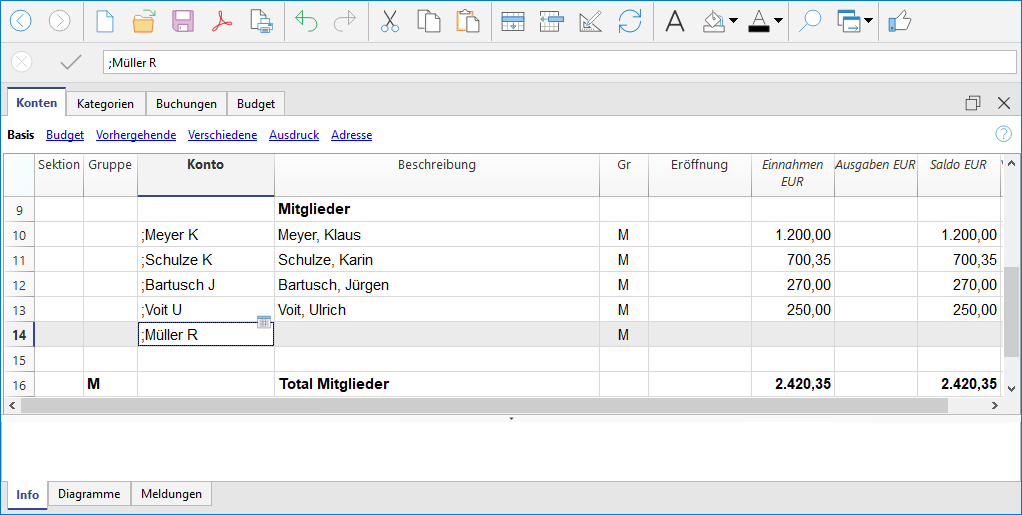 ;Müller R
Konten Kategorien Buchungen Budget
Basis Budget Vorhergehende Verschiedene Ausdruck Adresse
Sektion Gruppe Konto Beschreibung Gr Eröffnung Einnahmen EUR Ausgaben EUR Saldo EUR
9 Mitglieder
10 ;Meyer K Meyer, Klaus M 1.200,00 1.200,00
11 ;Schulze K Schulze, Karin M 700,35 700,35
12 ;Bartusch J Bartusch, Jürgen M 270,00 270,00
13 ;Voit U Voit, Ulrich M 250,00 250,00
14 ;Müller R M
15
16 M Total Mitglieder 2.420,35 2.420,35
Info Diagramme Meldungen